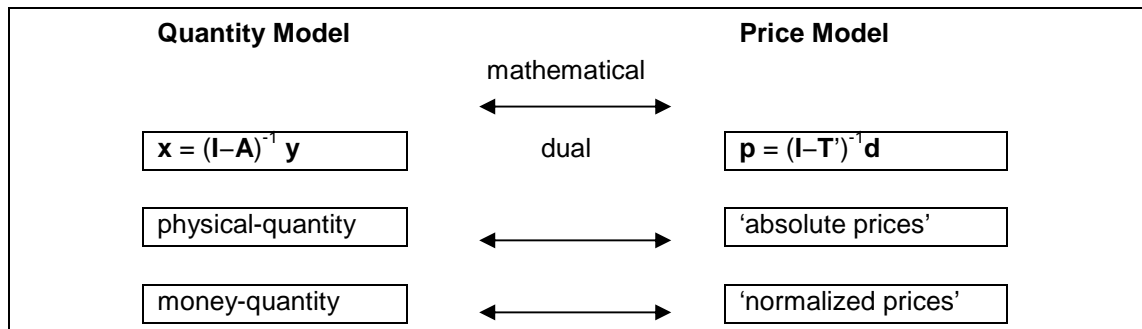 Quantity Model Price Model
mathematical
x = (I–A)⁻¹ y dual p = (I–T’)⁻¹d
physical-quantity ‘absolute prices’
money-quantity ‘normalized prices’